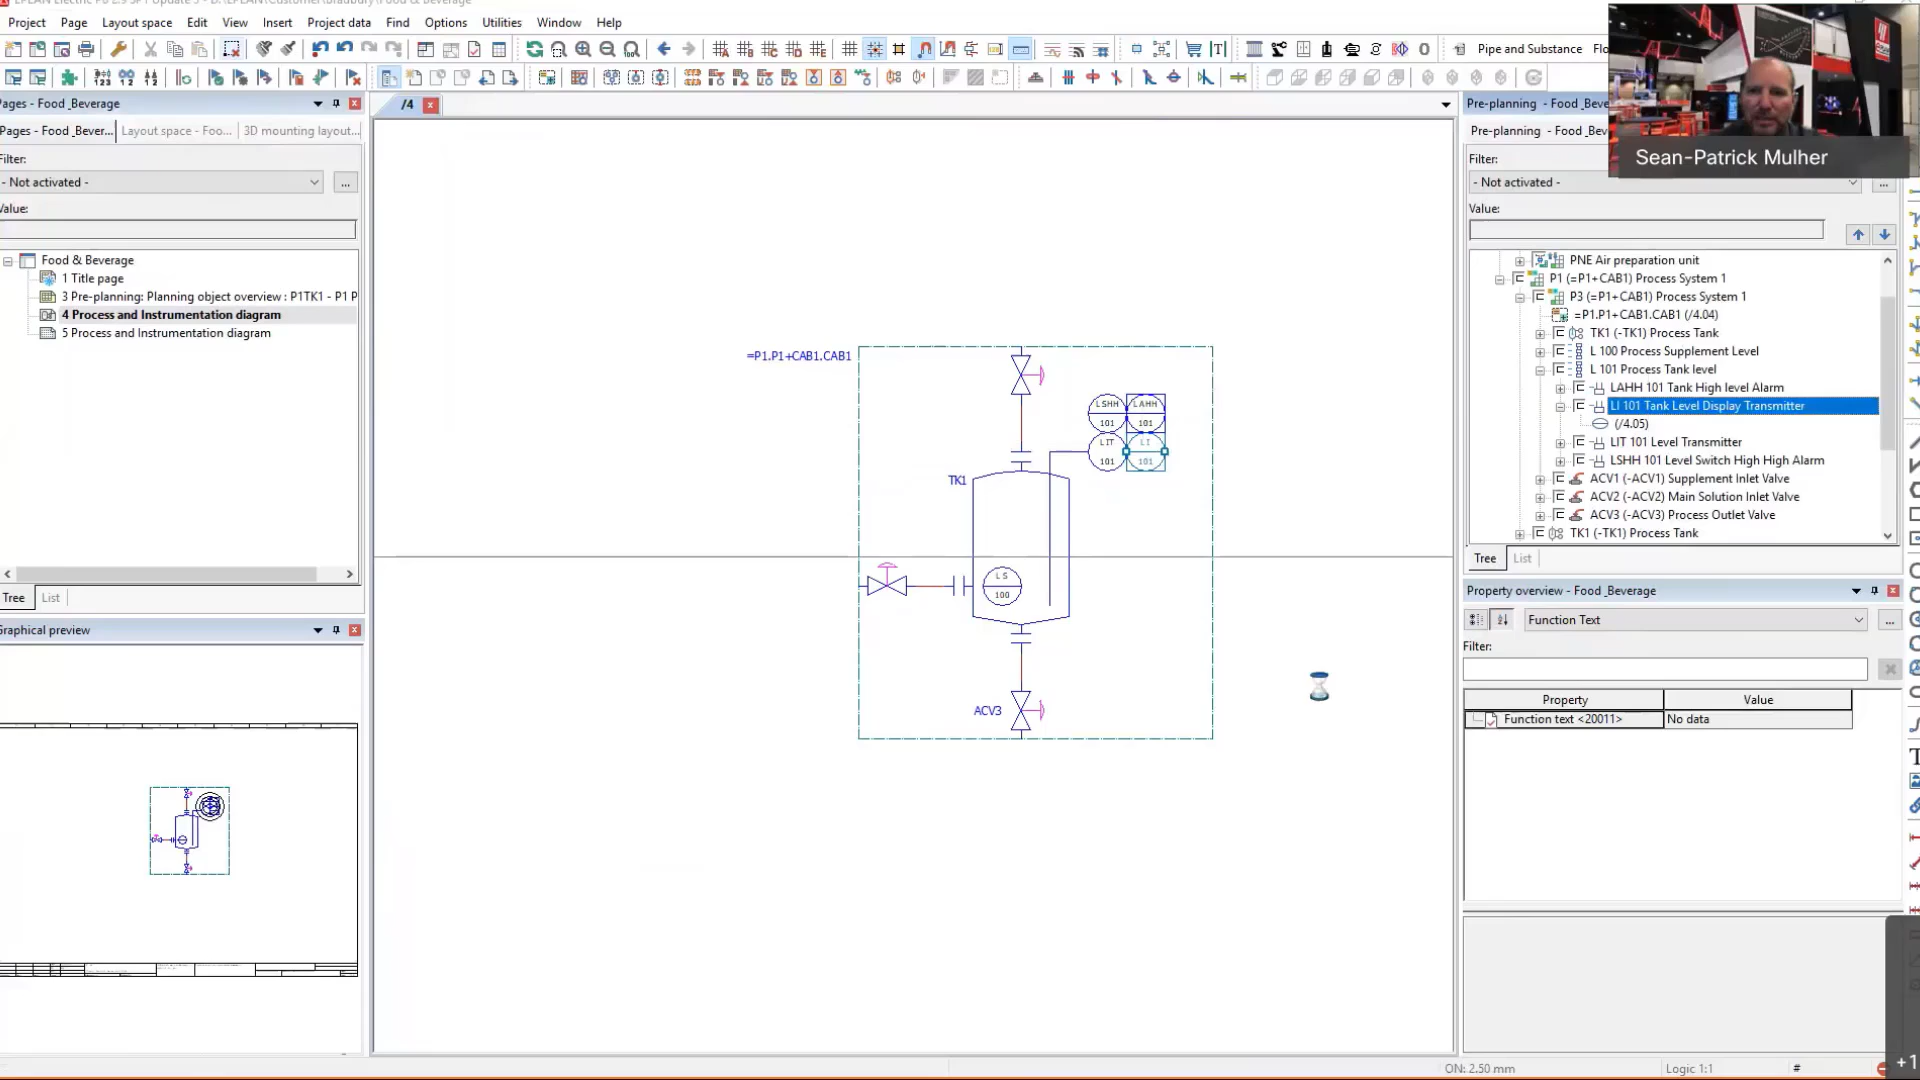 Project Page Layout space Edit View Insert Project data Find Options Utilities Window Help
Pipe and Substance
Sean-Patrick Mulher
Pages - Food_Beverage
Pages - Food_Bever... Layout space - Foo... 3D mounting layout...
Filter:
- Not activated -
...
Value:
Food & Beverage
1 Title page
3 Pre-planning: Planning object overview : P1TK1 - P1 P
4 Process and Instrumentation diagram
5 Process and Instrumentation diagram
Tree List
Graphical preview
/4
=P1.P1+CAB1.CAB1
LSHH
101
LAHH
101
LIT
101
LI
101
TK1
LS
100
ACV3
Pre-planning - Food_Beve
Pre-planning - Food_Bev
Filter:
- Not activated -
...
Value:
PNE Air preparation unit
P1 (=P1+CAB1) Process System 1
P3 (=P1+CAB1) Process System 1
=P1.P1+CAB1.CAB1 (/4.04)
TK1 (-TK1) Process Tank
L 100 Process Supplement Level
L 101 Process Tank level
LAHH 101 Tank High level Alarm
LI 101 Tank Level Display Transmitter
(/4.05)
LIT 101 Level Transmitter
LSHH 101 Level Switch High High Alarm
ACV1 (-ACV1) Supplement Inlet Valve
ACV2 (-ACV2) Main Solution Inlet Valve
ACV3 (-ACV3) Process Outlet Valve
TK1 (-TK1) Process Tank
Tree List
Property overview - Food_Beverage
Function Text
...
Filter:
Property Value
Function text <20011> No data
ON: 2.50 mm Logic 1:1 #
+1